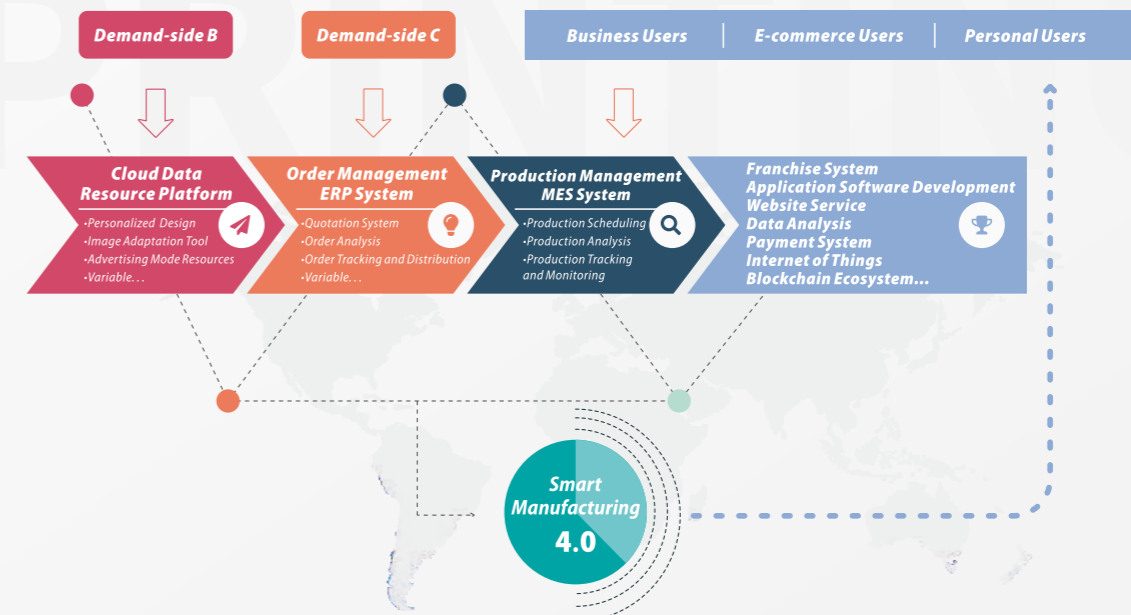 PRINTING
Demand-side B
Demand-side C
Business Users
E-commerce Users
Personal Users
Cloud Data
Resource Platform
·Personalized Design
·Image Adaptation Tool
·Advertising Mode Resources
·Variable...
Order Management
ERP System
·Quotation System
·Order Analysis
·Order Tracking and Distribution
·Variable...
Production Management
MES System
·Production Scheduling
·Production Analysis
·Production Tracking
and Monitoring
Franchise System
Application Software Development
Website Service
Data Analysis
Payment System
Internet of Things
Blockchain Ecosystem...
Smart
Manufacturing
4.0